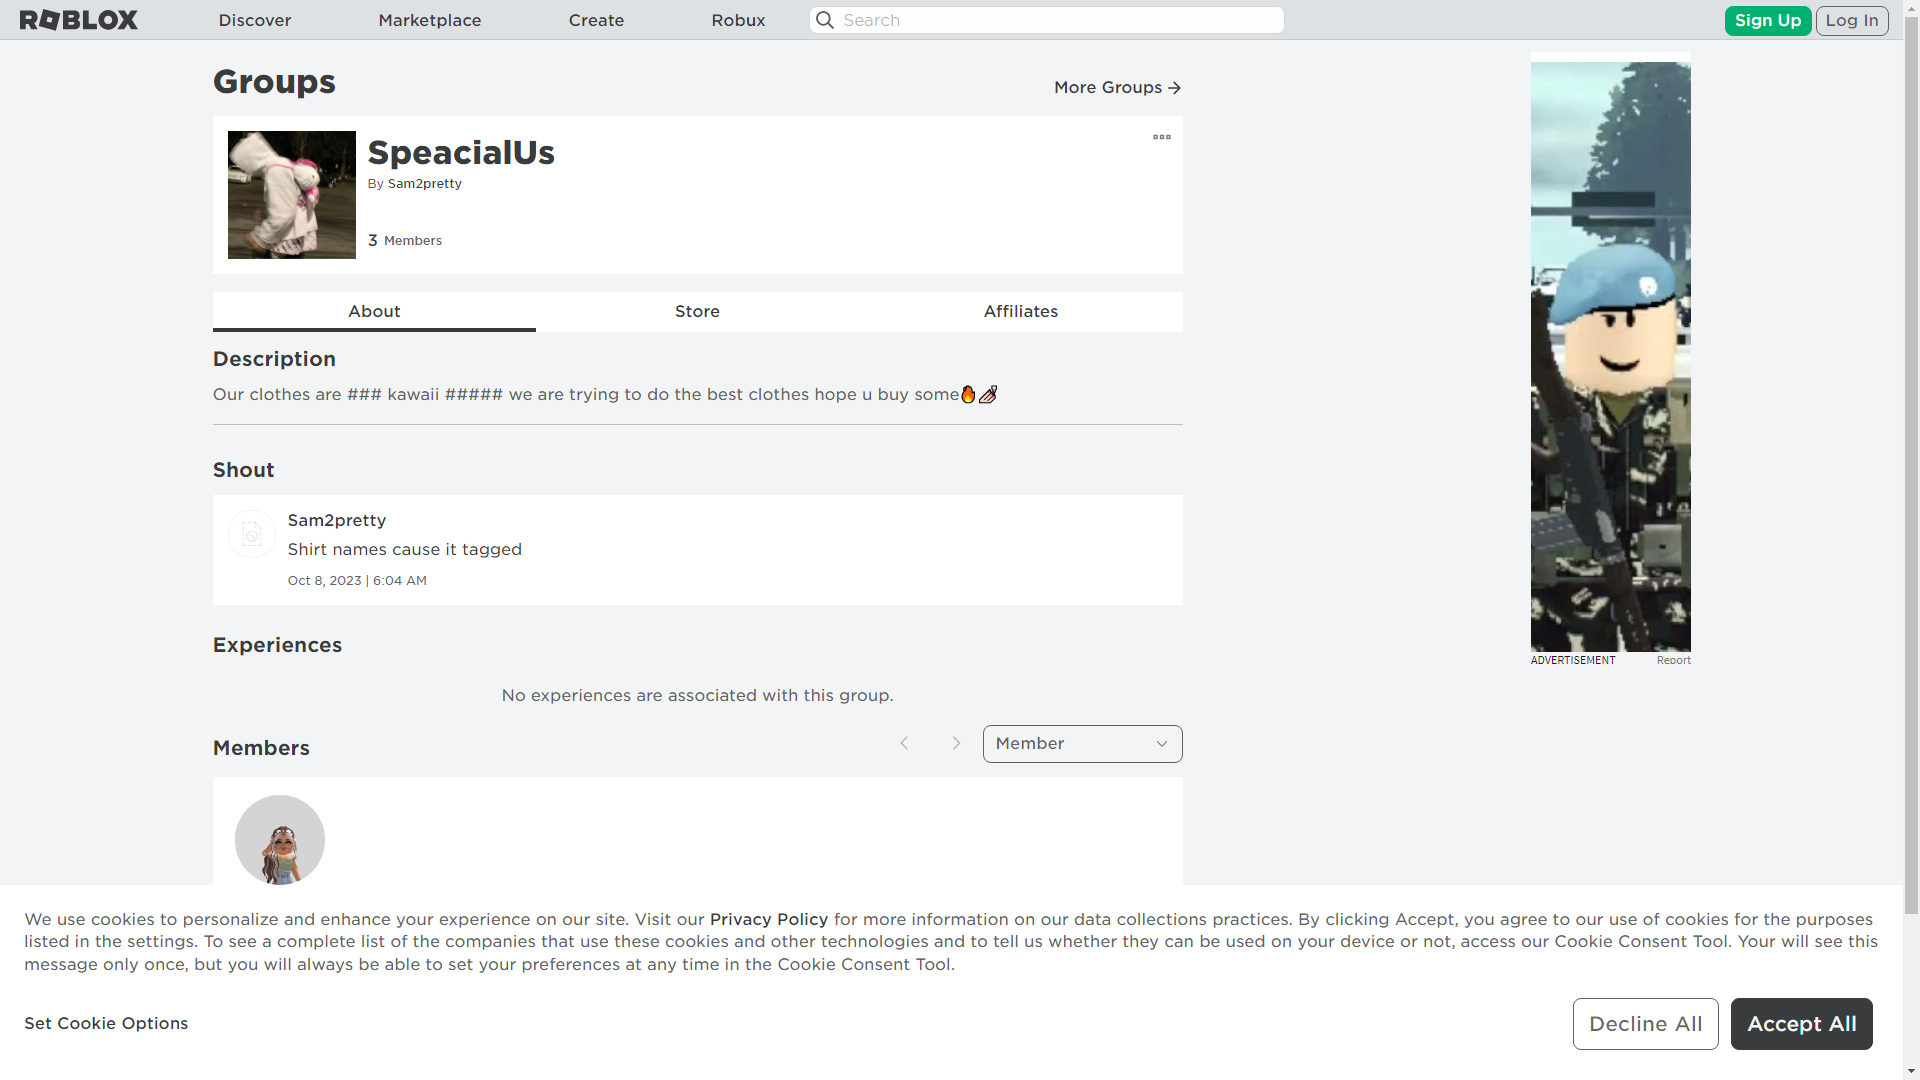 ROBLOX
Discover
Marketplace
Create
Robux
Search
Sign Up
Log In
Groups
More Groups
SpeacialUs
By Sam2pretty
3 Members
About
Store
Affiliates
Description
Our clothes are ### kawaii ##### we are trying to do the best clothes hope u buy some🔥💅
Shout
Sam2pretty
Shirt names cause it tagged
Oct 8, 2023 | 6:04 AM
Experiences
No experiences are associated with this group.
Members
Member
ADVERTISEMENT
Report
We use cookies to personalize and enhance your experience on our site. Visit our Privacy Policy for more information on our data collections practices. By clicking Accept, you agree to our use of cookies for the purposes
listed in the settings. To see a complete list of the companies that use these cookies and other technologies and to tell us whether they can be used on your device or not, access our Cookie Consent Tool. Your will see this
message only once, but you will always be able to set your preferences at any time in the Cookie Consent Tool.
Set Cookie Options
Decline All
Accept All